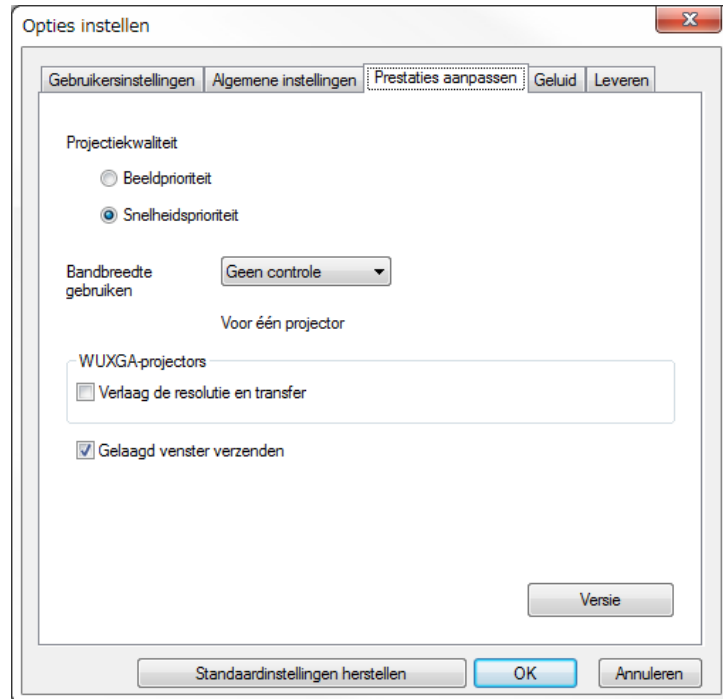 Opties instellen
Gebruikersinstellingen Algemene instellingen Prestaties aanpassen Geluid Leveren
Projectiekwaliteit
Beeldprioriteit
Snelheidsprioriteit
Bandbreedte gebruiken
Geen controle
Voor één projector
WUXGA-projectors
Verlaag de resolutie en transfer
Gelaagd venster verzenden
Versie
Standaardinstellingen herstellen OK Annuleren